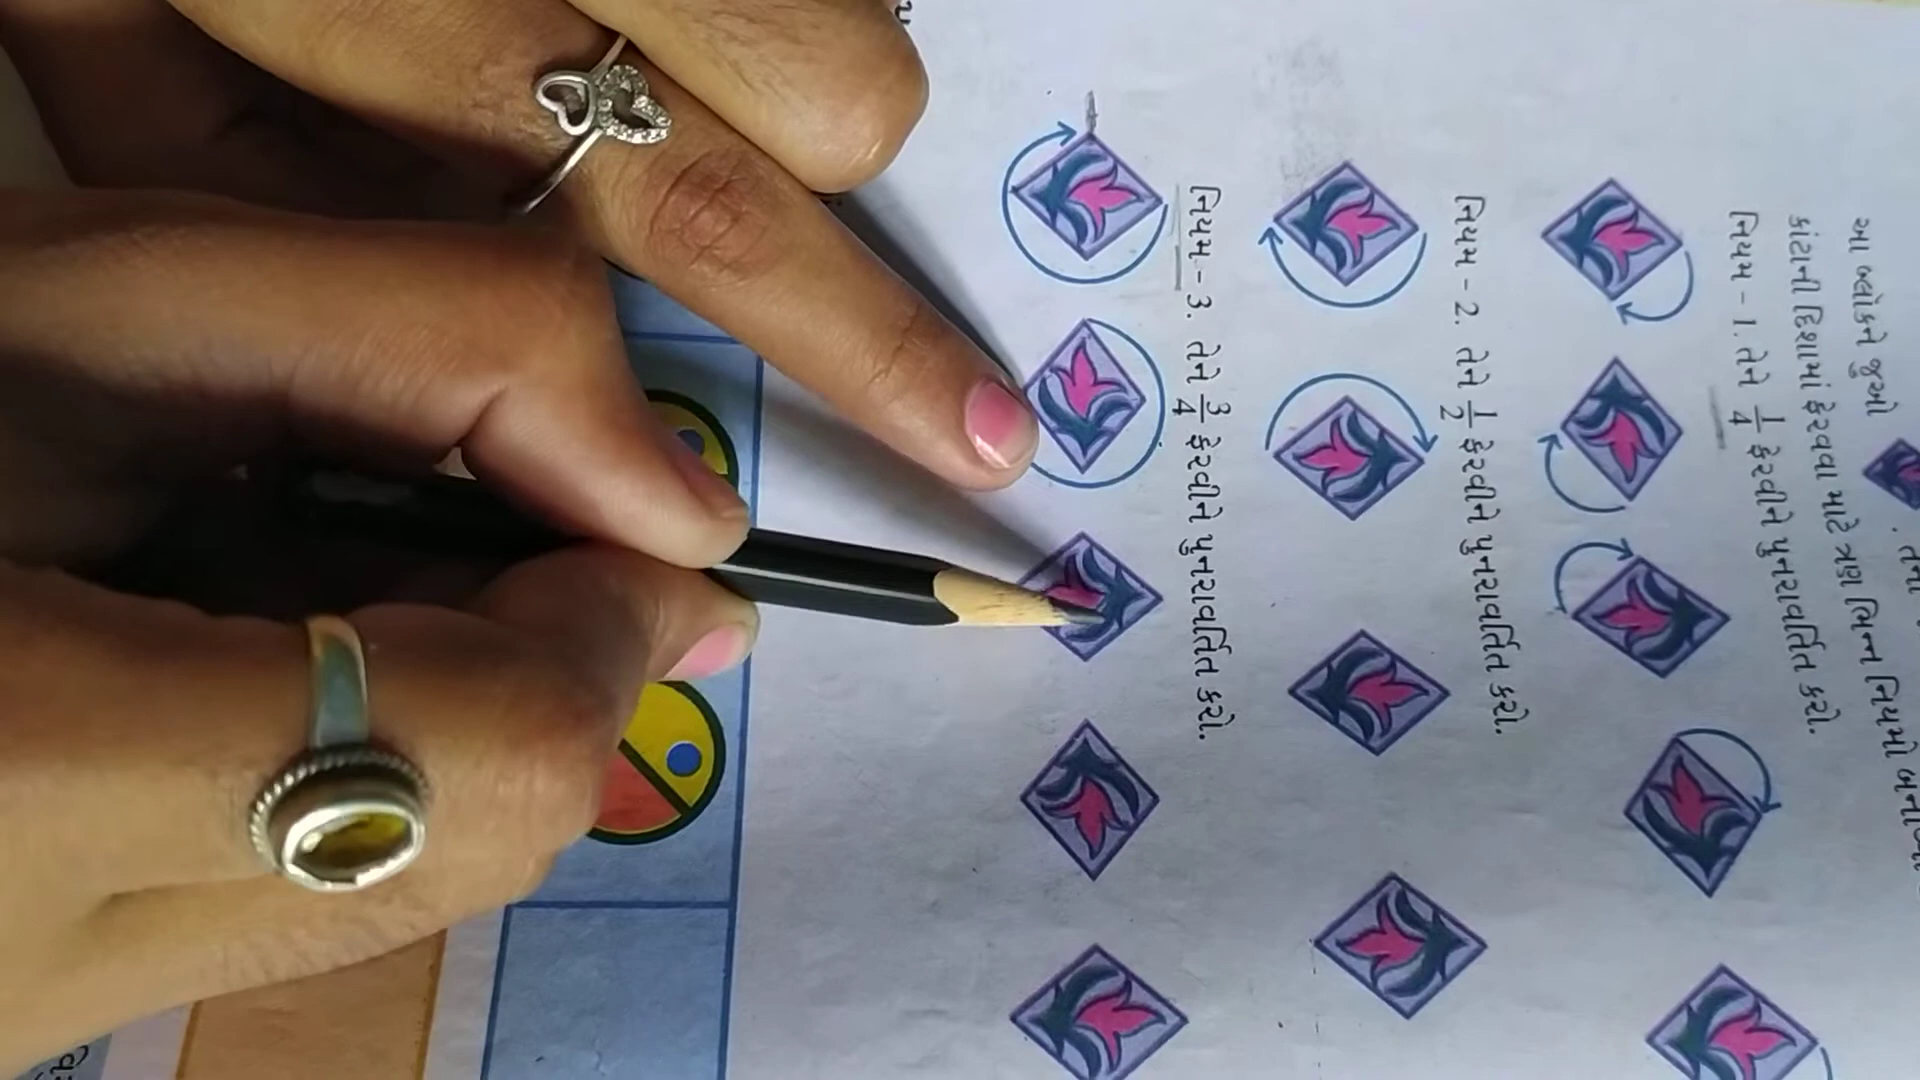 આ બ્લોકને જુઓ
કાંટાની દિશામાં ફેરવવા માટે ત્રણ ભિન્ન નિયમો
નિયમ - 1. તેને 1/4 ફેરવીને પુનરાવર્તિત કરો.
નિયમ - 2. તેને 1/2 ફેરવીને પુનરાવર્તિત કરો.
નિયમ - 3. તેને 3/4 ફેરવીને પુનરાવર્તિત કરો.